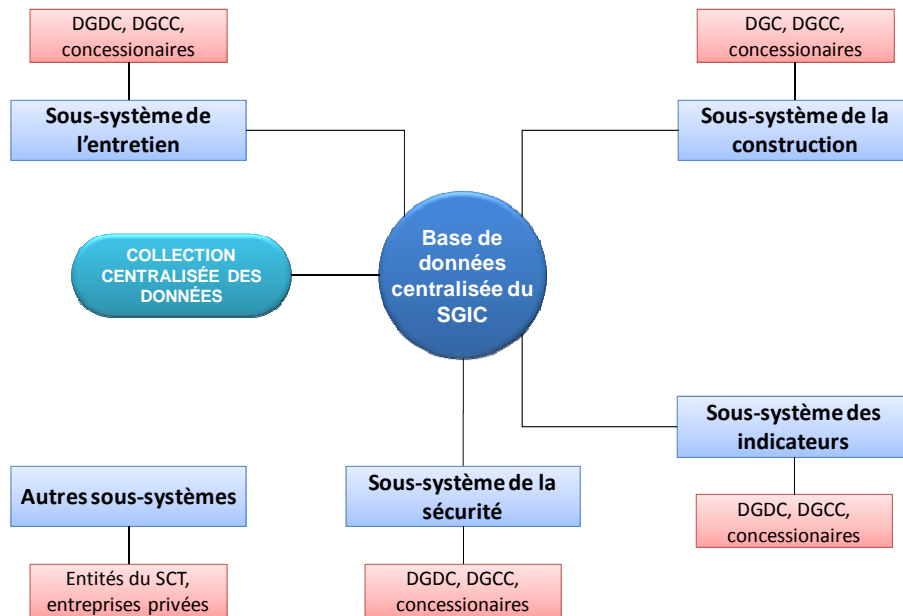 DGDC, DGCC,
concessionaires
Sous-système de
l'entretien
DGC, DGCC,
concessionaires
Sous-système de la
construction
COLLECTION
CENTRALISÉE DES
DONNÉES
Base de
données
centralisée du
SGIC
Sous-système des
indicateurs
DGDC, DGCC,
concessionaires
Autres sous-systèmes
Entités du SCT,
entreprises privées
Sous-système de la
sécurité
DGDC, DGCC,
concessionaires